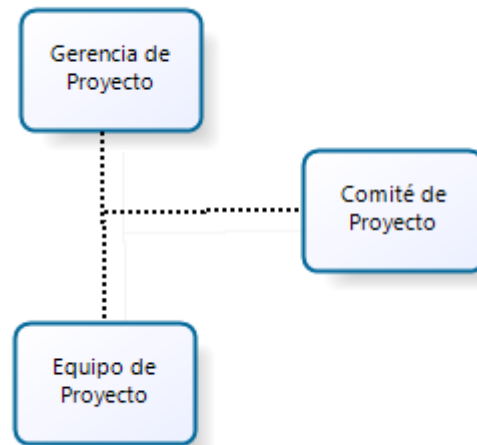 Gerencia de
Proyecto
Comité de
Proyecto
Equipo de
Proyecto